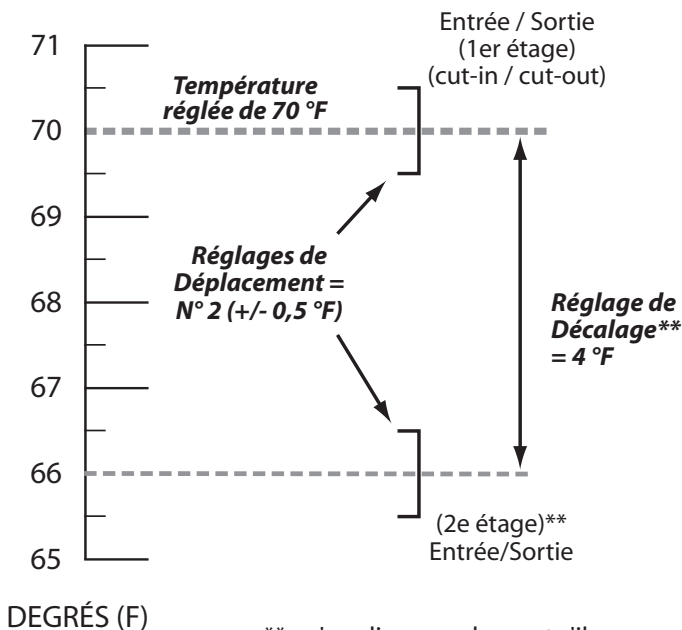 Entrée / Sortie
(1er étage)
(cut-in / cut-out)
71
Température
réglée de 70 °F
70
69
Réglages de
Déplacement =
N° 2 (+/- 0,5 °F)
68
Réglage de
Décalage**
= 4 °F
67
66
(2e étage)**
Entrée/Sortie
65
DEGRÉS (F)